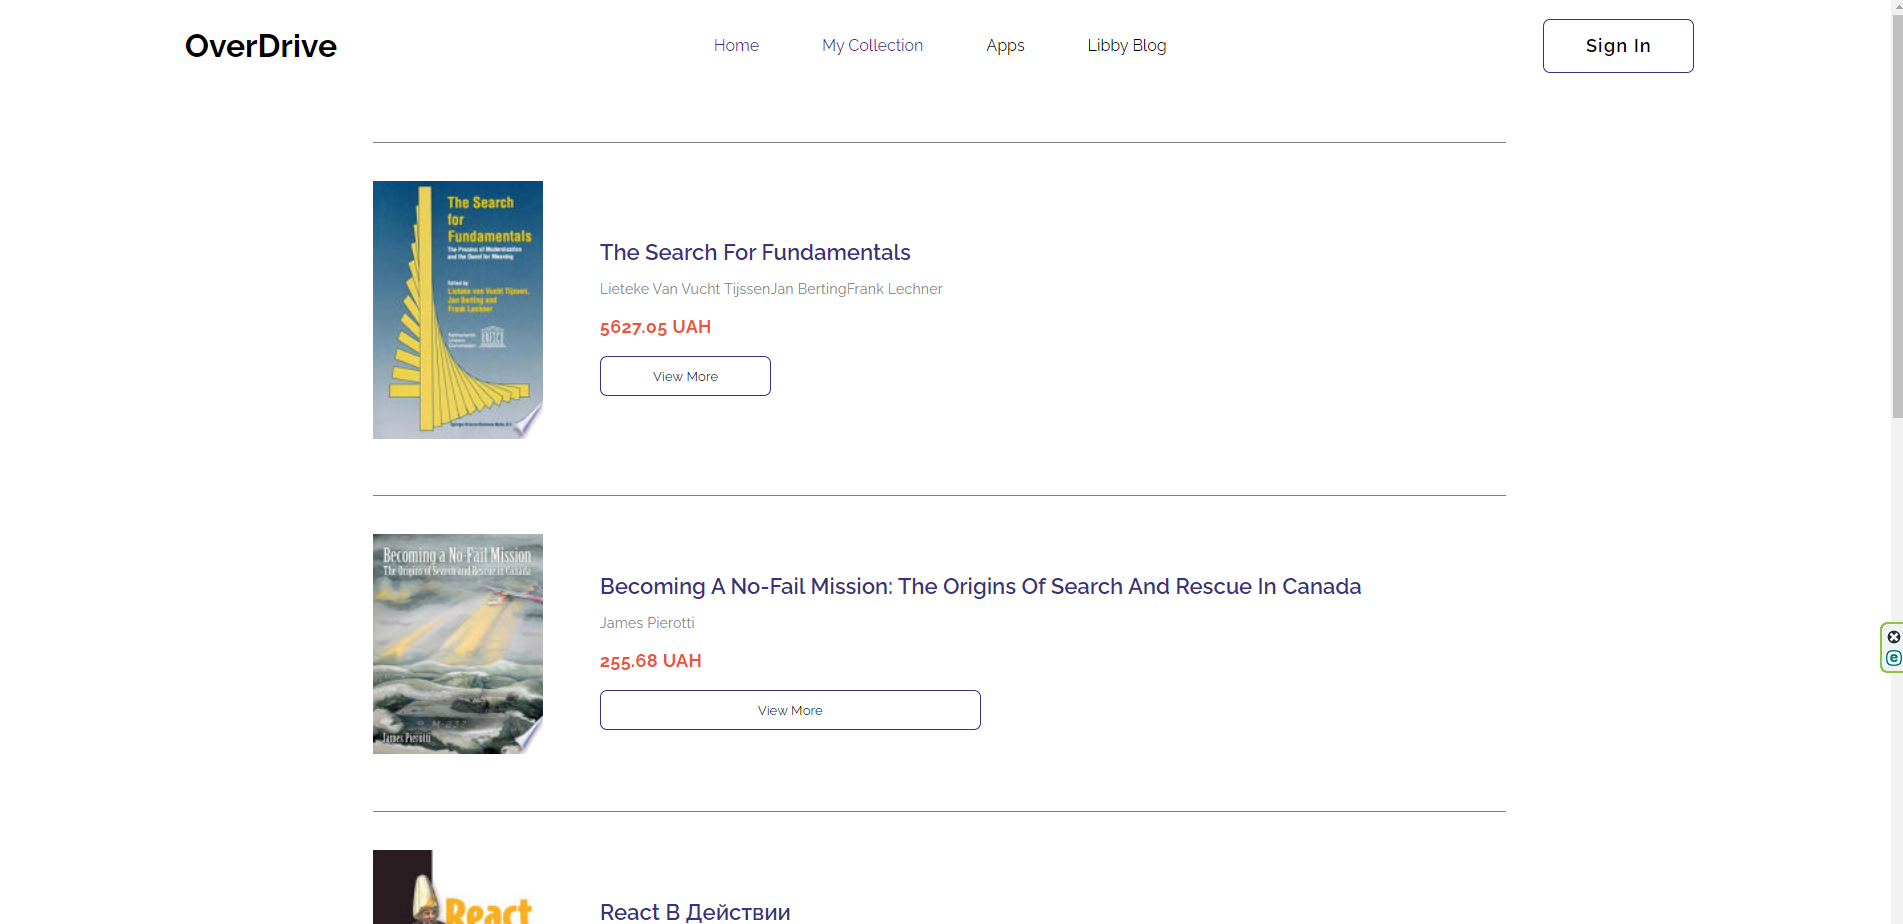 OverDrive
Home
My Collection
Apps
Libby Blog
Sign In
The Search
for
Fundamentals
The Process of Modernization
and the Quest for Meaning
Edited by
Lieteke van Vucht Tijssen,
Jan Berting and
Frank Lechner
UNESCO
The Search For Fundamentals
Lieteke Van Vucht TijssenJan BertingFrank Lechner
5627.05 UAH
View More
Becoming a No-Fail Mission
The Origins of Search and Rescue in Canada
James Pierotti
Becoming A No-Fail Mission: The Origins Of Search And Rescue In Canada
James Pierotti
255.68 UAH
View More
React
React В Действии